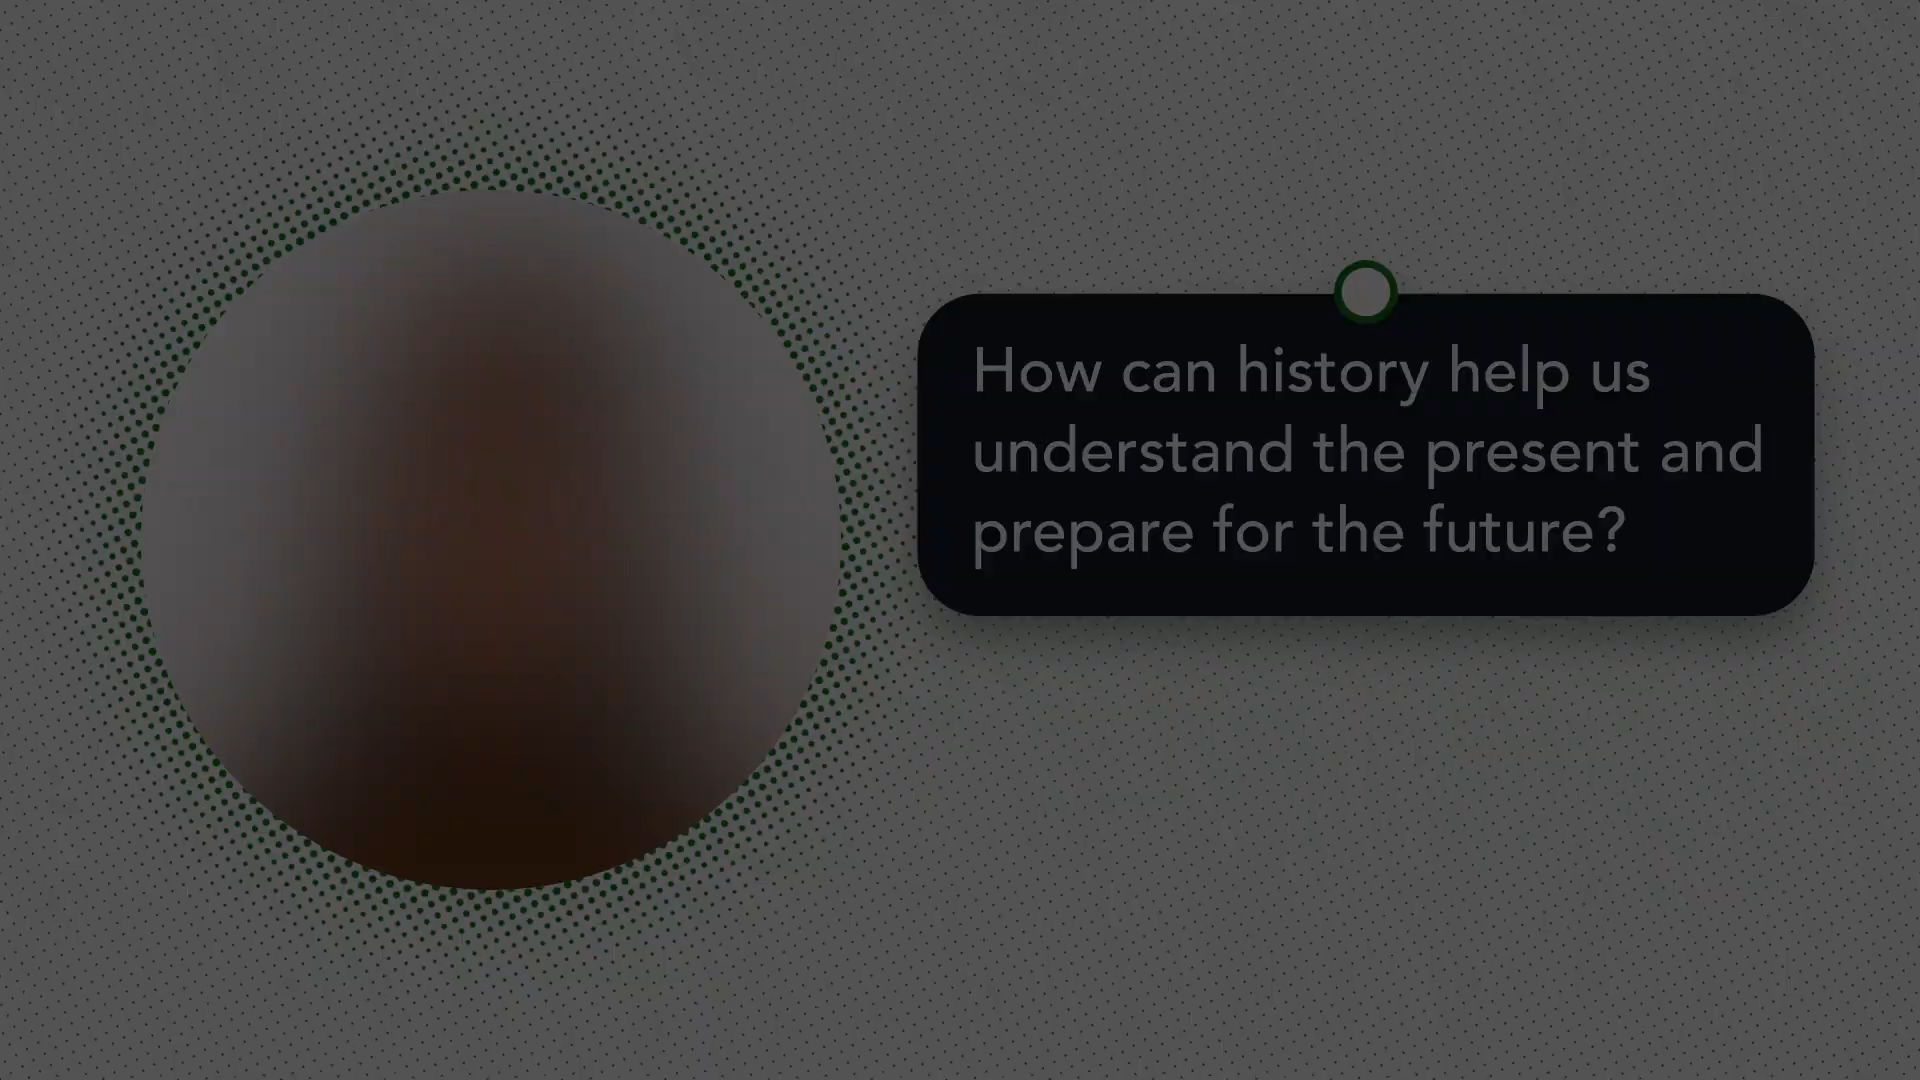 How can history help us
understand the present and
prepare for the future?